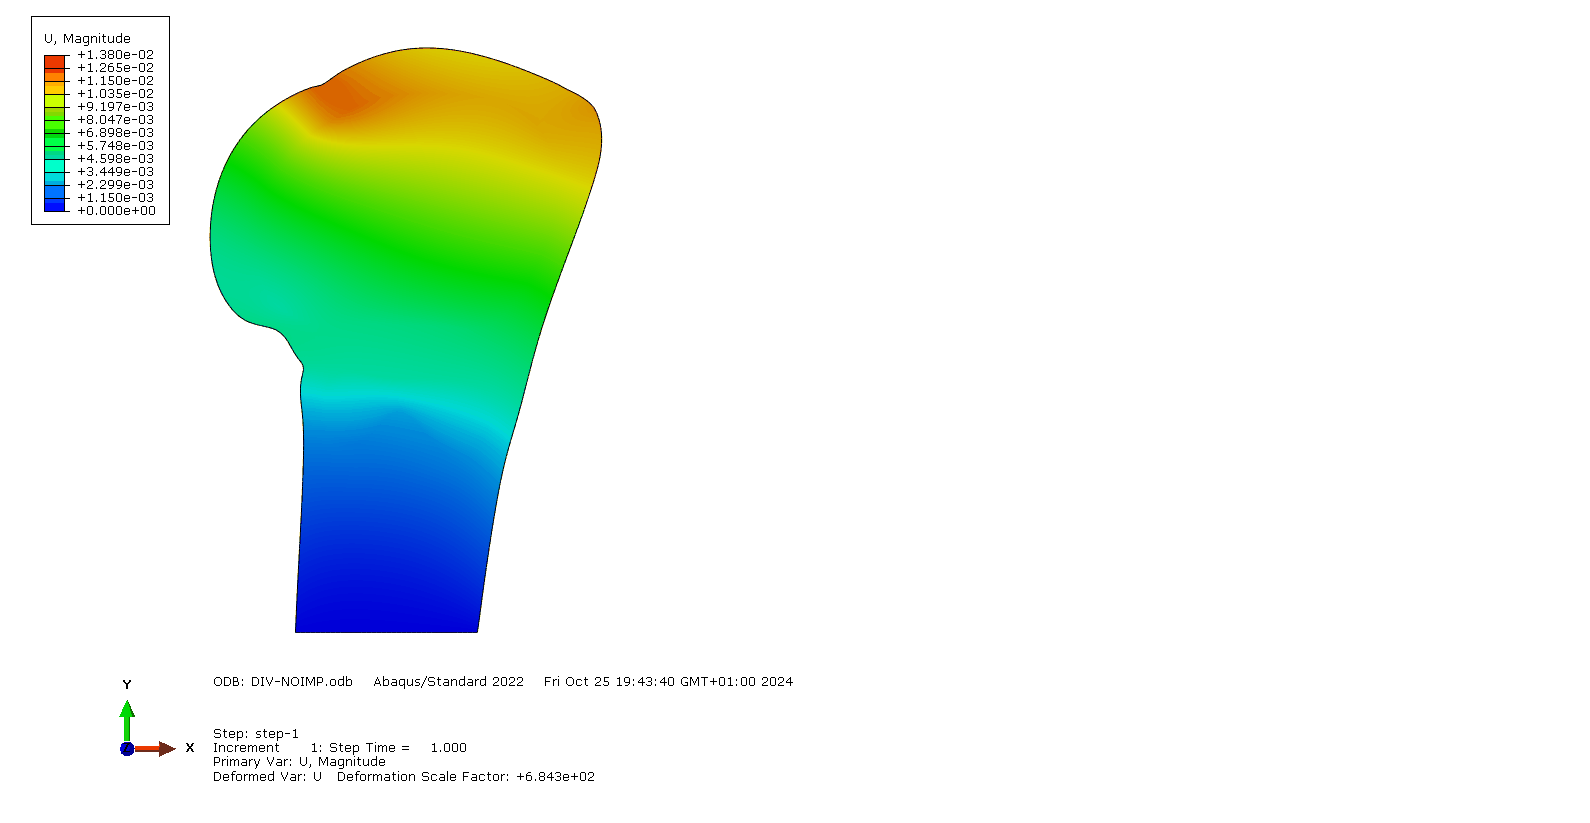 U, Magnitude
+1.380e-02
+1.265e-02
+1.150e-02
+1.035e-02
+9.197e-03
+8.047e-03
+6.898e-03
+5.748e-03
+4.598e-03
+3.449e-03
+2.299e-03
+1.150e-03
+0.000e+00
Y
X
ODB: DIV-NOIMP.odb Abaqus/Standard 2022 Fri Oct 25 19:43:40 GMT+01:00 2024
Step: step-1
Increment 1: Step Time = 1.000
Primary Var: U, Magnitude
Deformed Var: U Deformation Scale Factor: +6.843e+02